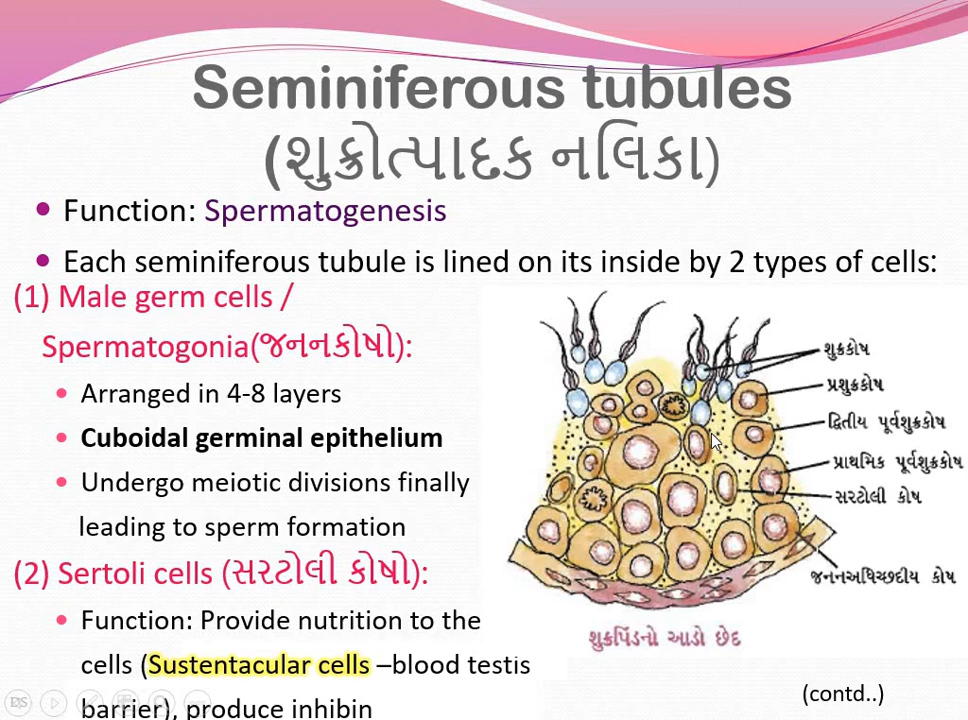 Seminiferous tubules
(શુક્રોત્પાદક નલિકા)
• Function: Spermatogenesis
• Each seminiferous tubule is lined on its inside by 2 types of cells:
(1) Male germ cells /
Spermatogonia(જનનકોષો):
• Arranged in 4-8 layers
• Cuboidal germinal epithelium
• Undergo meiotic divisions finally
leading to sperm formation
(2) Sertoli cells (સરટોલી કોષો):
• Function: Provide nutrition to the
cells (Sustentacular cells –blood testis
barrier), produce inhibin
શુક્રકોષ
પ્રશુક્રકોષ
દ્વિતીય પૂર્વશુક્રકોષ
પ્રાથમિક પૂર્વશુક્રકોષ
સરટોલી કોષ
જનનઅધિચ્છદીય કોષ
શુક્રપિંડનો આડો છેદ
(contd..)